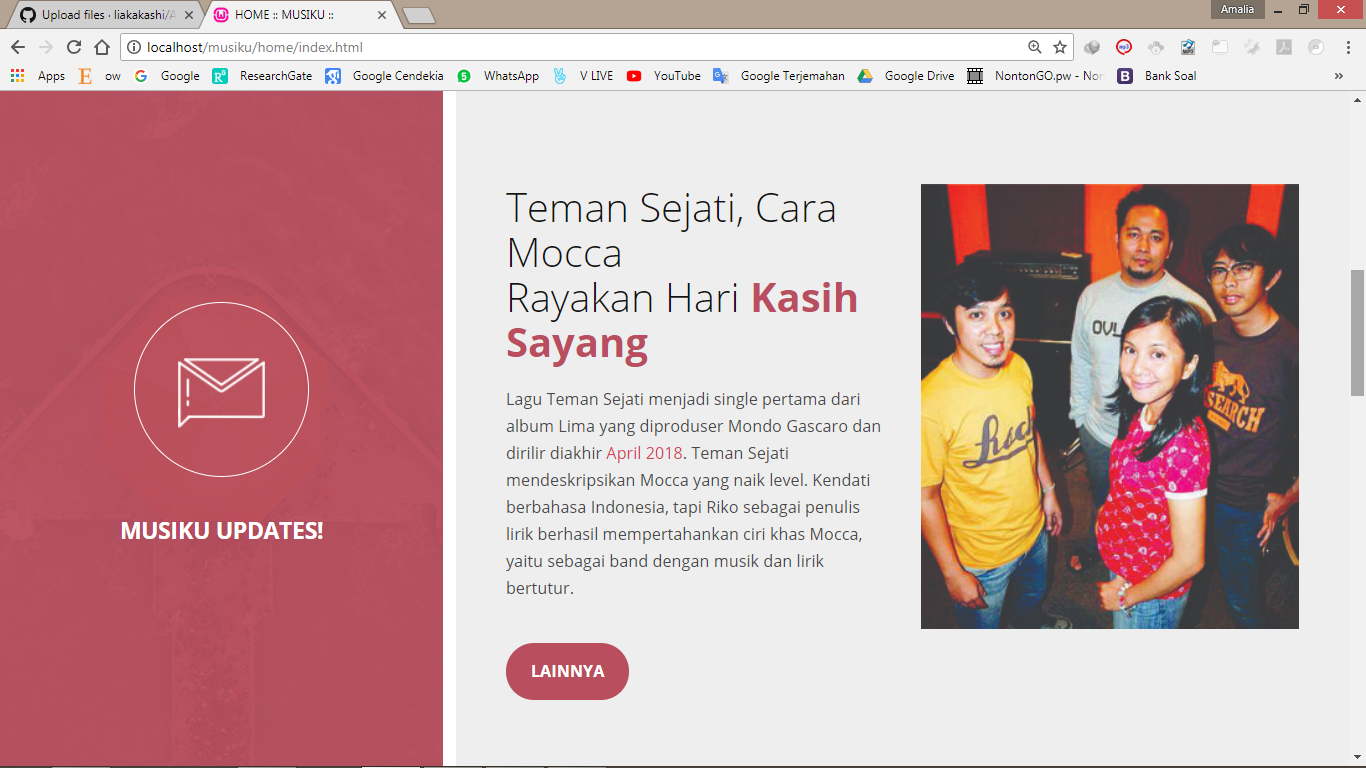 Upload files · liakakashi/A
HOME :: MUSIKU ::
Amalia
localhost/musiku/home/index.html
Apps
ow
Google
ResearchGate
Google Cendekia
WhatsApp
V LIVE
YouTube
Google Terjemahan
Google Drive
NontonGO.pw - Non
Bank Soal
MUSIKU UPDATES!
Teman Sejati, Cara
Mocca
Rayakan Hari Kasih
Sayang
Lagu Teman Sejati menjadi single pertama dari
album Lima yang diproduser Mondo Gascaro dan
dirilir diakhir April 2018. Teman Sejati
mendeskripsikan Mocca yang naik level. Kendati
berbahasa Indonesia, tapi Riko sebagai penulis
lirik berhasil mempertahankan ciri khas Mocca,
yaitu sebagai band dengan musik dan lirik
bertutur.
LAINNYA
SEARCH